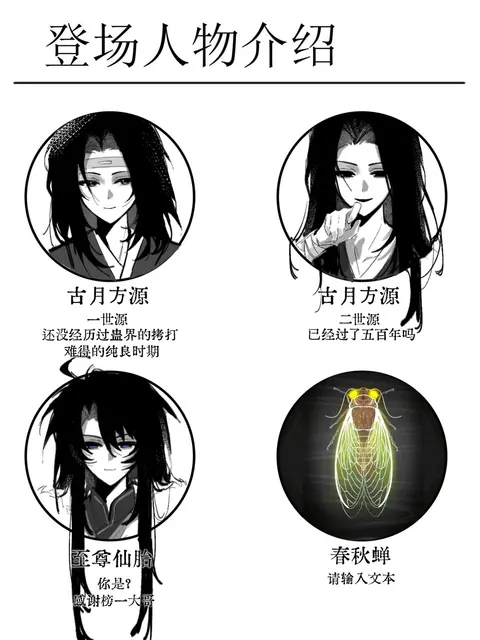 登场人物介绍
古月方源
一世源
还没经历过蛊界的拷打
难得的纯良时期
古月方源
二世源
已经过了五百年吗
至尊仙胎
你是?
感谢榜一大哥
春秋蝉
请输入文本